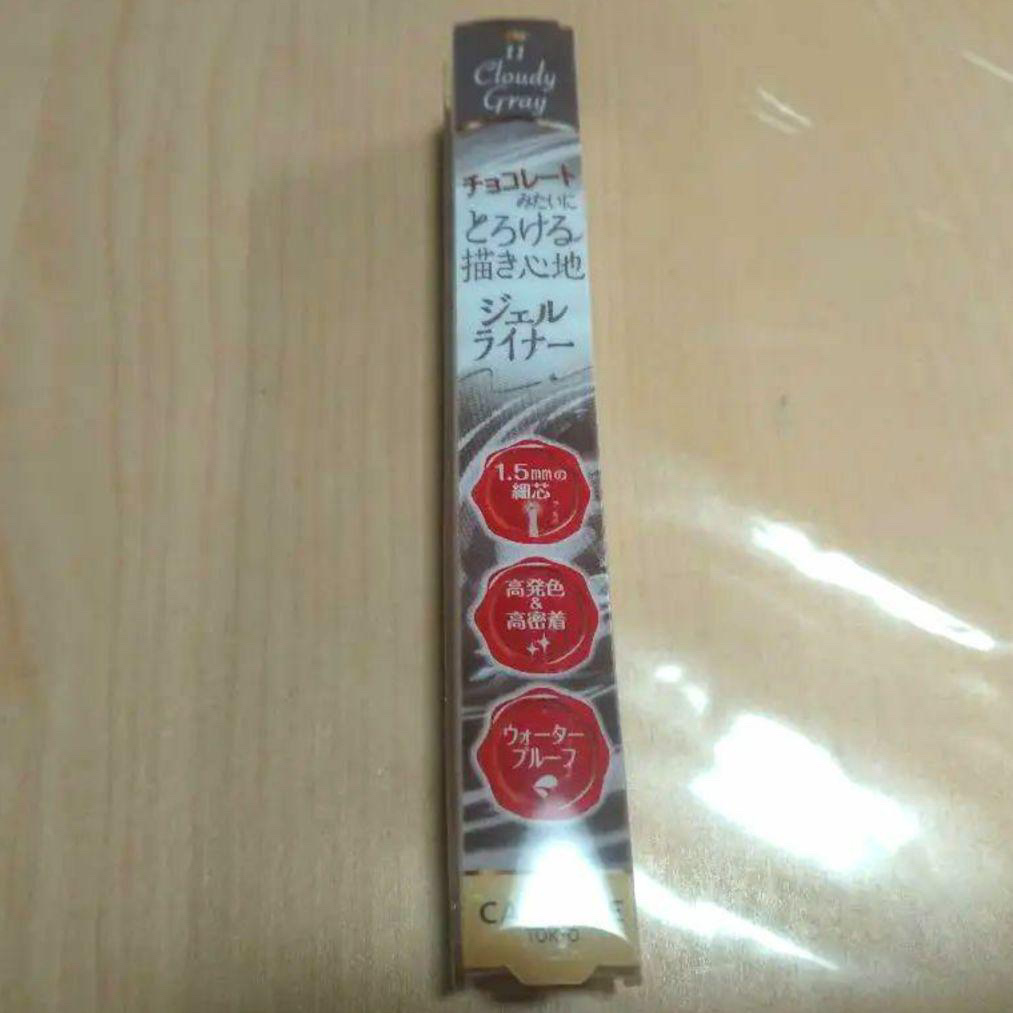 11
Cloudy
Gray
チョコレート
みたいに
とろける
描き心地
ジェル
ライナー
1.5mmの
細芯
高発色
&
高密着
ウォーター
プルーフ
TOKYO